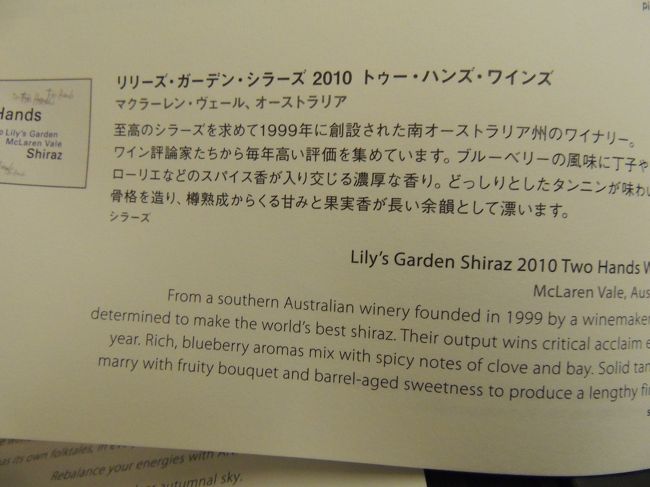 Hands
Lily's Garden
McLaren Vale
Shiraz
リリーズ・ガーデン・シラーズ 2010 トゥー・ハンズ・ワインズ
マクラーレン・ヴェール、オーストラリア
至高のシラーズを求めて1999年に創設された南オーストラリア州のワイナリー。
ワイン評論家たちから毎年高い評価を集めています。ブルーベリーの風味に丁子や
ローリエなどのスパイス香が入り交じる濃厚な香り。どっしりとしたタンニンが味わい
骨格を造り、樽熟成からくる甘みと果実香が長い余韻として漂います。
シラーズ
Lily's Garden Shiraz 2010 Two Hands W
McLaren Vale, Aus
From a southern Australian winery founded in 1999 by a winemaker
determined to make the world's best shiraz. Their output wins critical acclaim e
year. Rich, blueberry aromas mix with spicy notes of clove and bay. Solid tan
marry with fruity bouquet and barrel-aged sweetness to produce a lengthy fi
as its own folktales, in
Rebalance your energies with
autumnal sky.